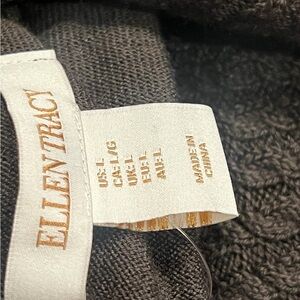 ELLEN TRACY
US:L
CA:L/G
UK:L
EU:L
AU:L
MADE IN
CHINA